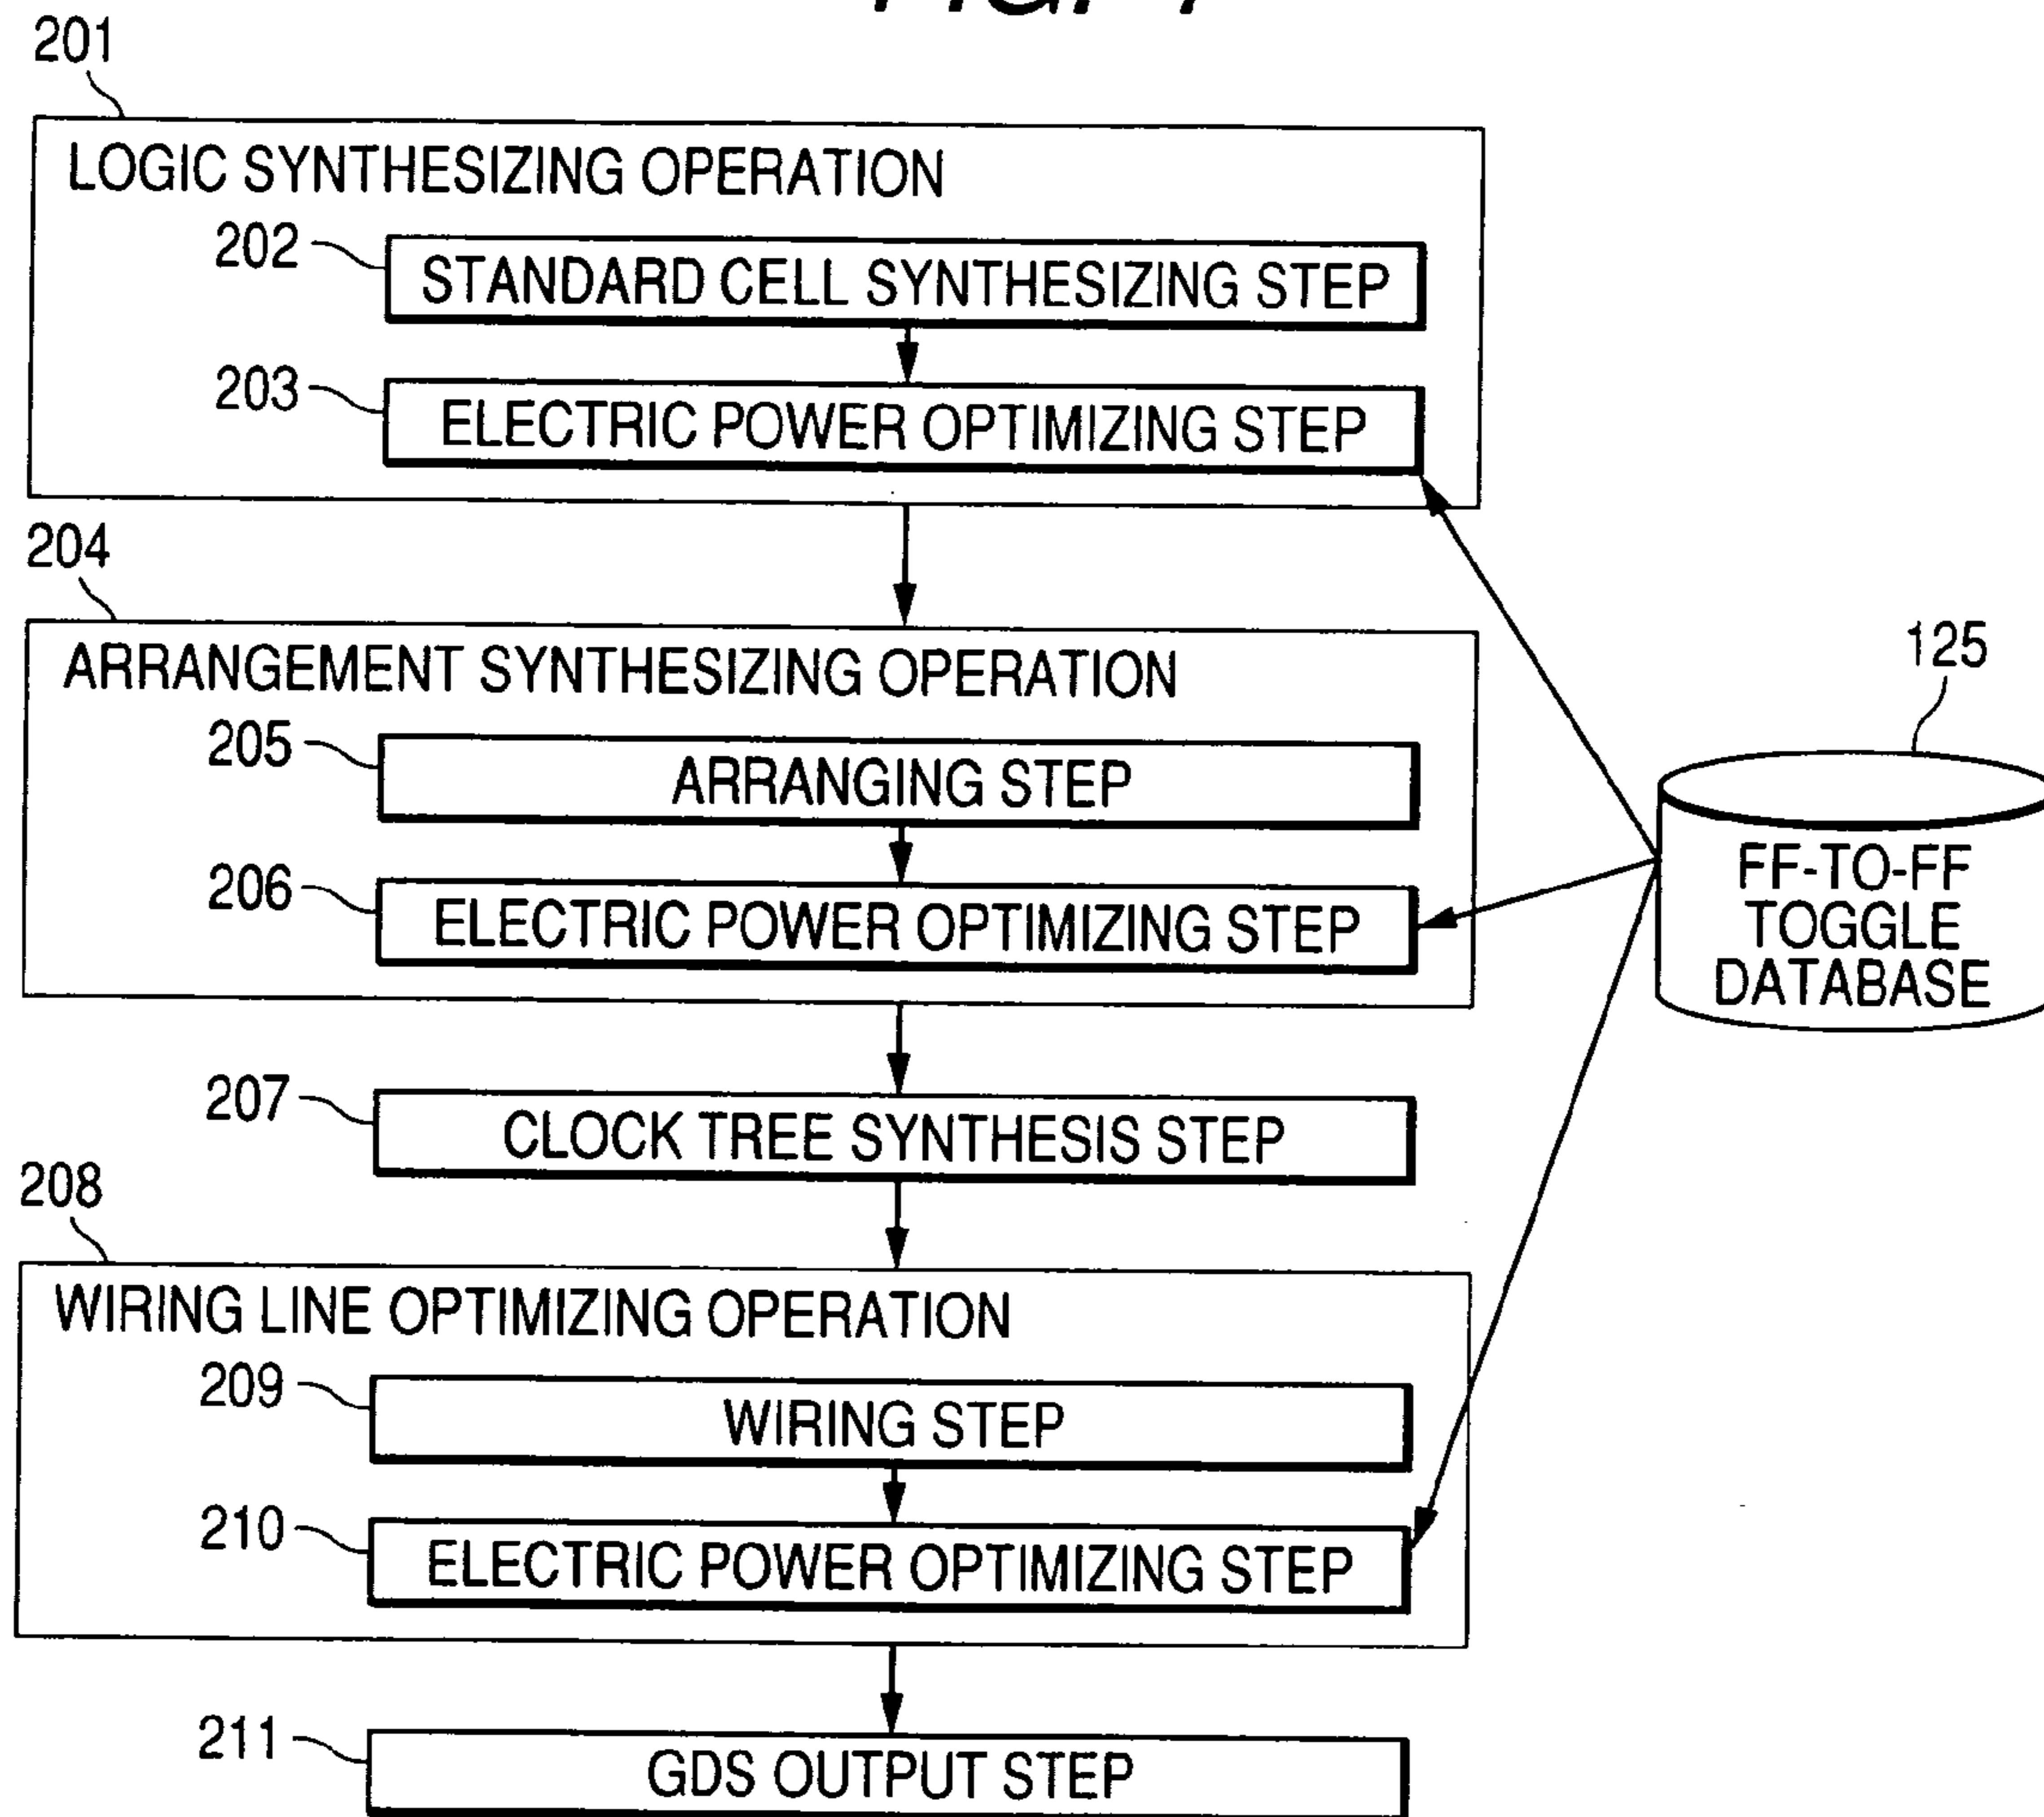 201
LOGIC SYNTHESIZING OPERATION
202
STANDARD CELL SYNTHESIZING STEP
203
ELECTRIC POWER OPTIMIZING STEP
204
ARRANGEMENT SYNTHESIZING OPERATION
205
ARRANGING STEP
206
ELECTRIC POWER OPTIMIZING STEP
125
FF-TO-FF
TOGGLE
DATABASE
207
CLOCK TREE SYNTHESIS STEP
208
WIRING LINE OPTIMIZING OPERATION
209
WIRING STEP
210
ELECTRIC POWER OPTIMIZING STEP
211
GDS OUTPUT STEP